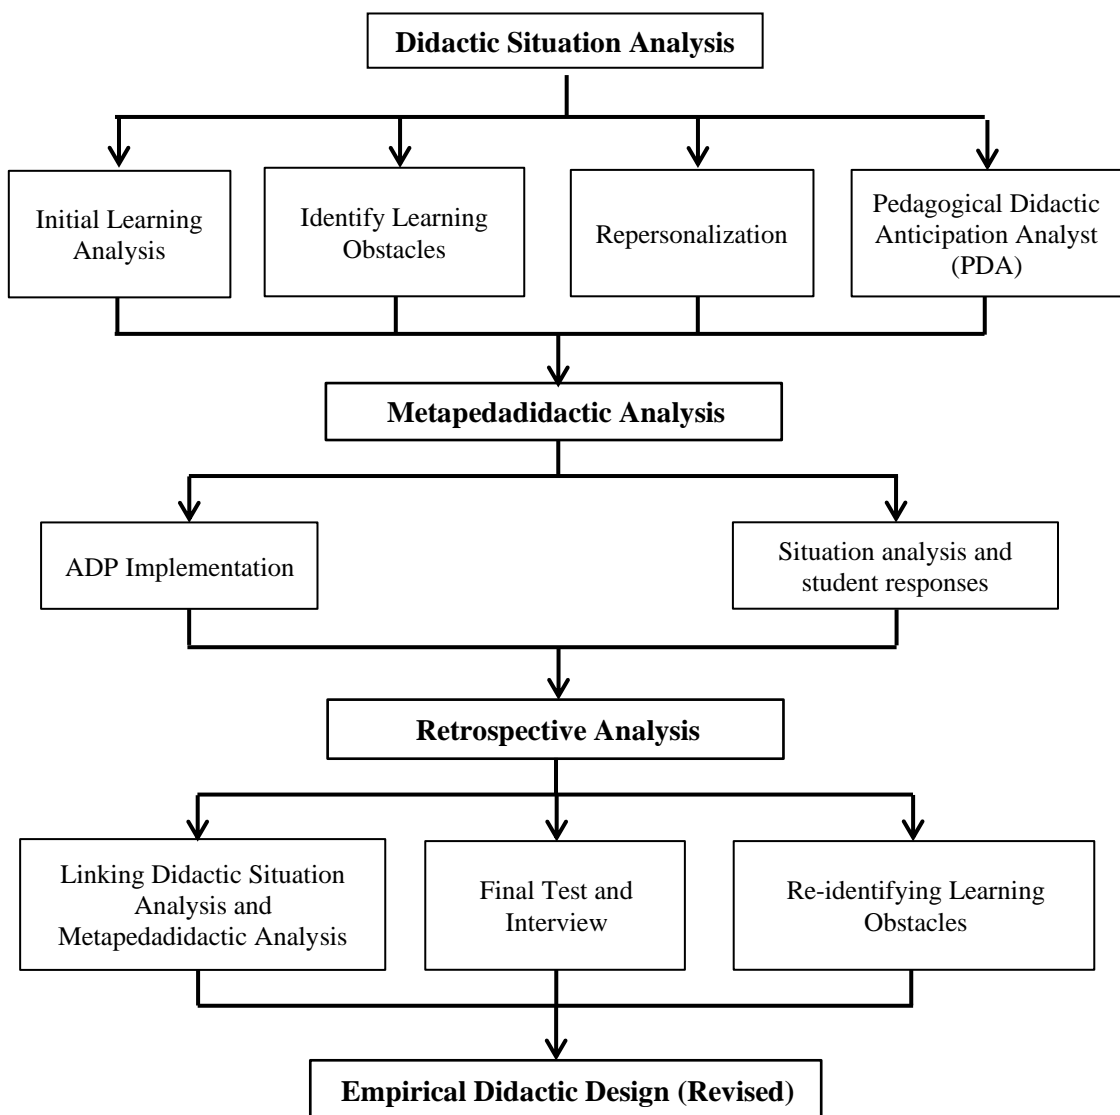 Didactic Situation Analysis
Initial Learning
Analysis
Identify Learning
Obstacles
Repersonalization
Pedagogical Didactic
Anticipation Analyst
(PDA)
Metapedadidactic Analysis
ADP Implementation
Situation analysis and
student responses
Retrospective Analysis
Linking Didactic Situation
Analysis and
Metapedadidactic Analysis
Final Test and
Interview
Re-identifying Learning
Obstacles
Empirical Didactic Design (Revised)